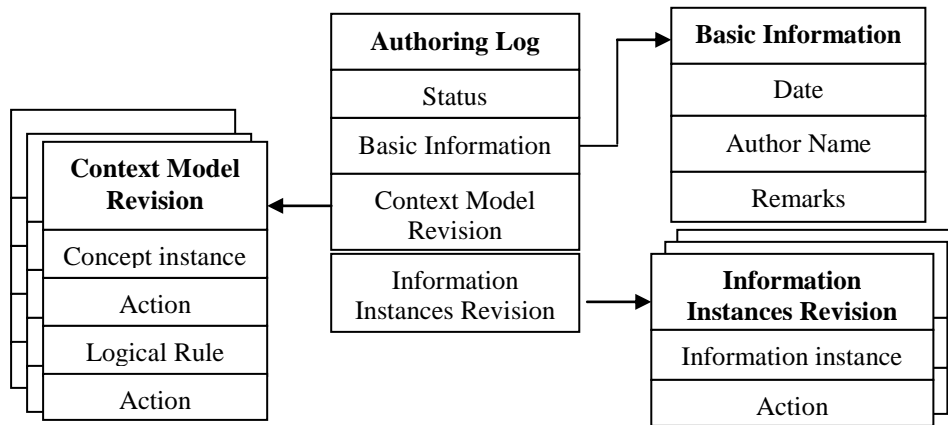 Authoring Log
Status
Basic Information
Context Model
Revision
Information
Instances Revision
Basic Information
Date
Author Name
Remarks
Context Model
Revision
Concept instance
Action
Logical Rule
Action
Information
Instances Revision
Information instance
Action